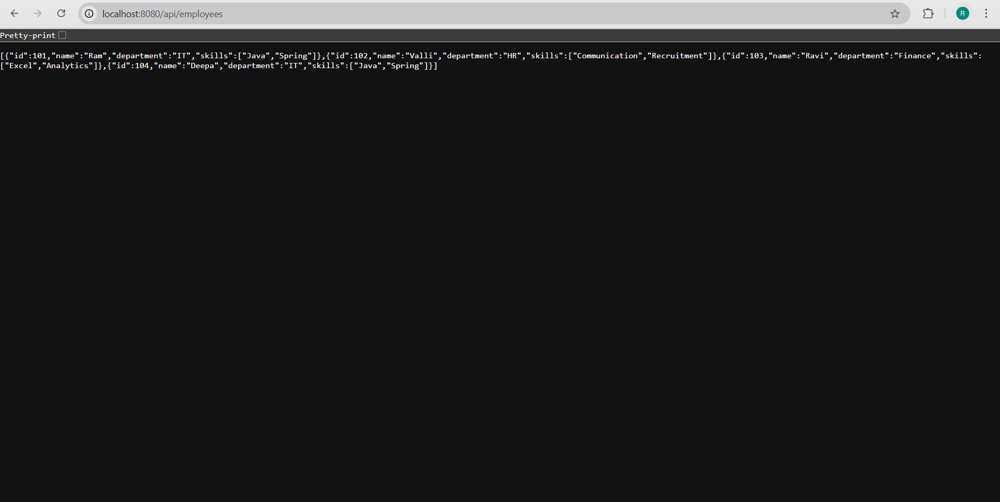 localhost:8080/api/employees
R
Pretty-print
[{"id":101,"name":"Ram","department":"IT","skills":["Java","Spring"]},{"id":102,"name":"Valli","department":"HR","skills":["Communication","Recruitment"]},{"id":103,"name":"Ravi","department":"Finance","skills":
["Excel","Analytics"]},{"id":104,"name":"Deepa","department":"IT","skills":["Java","Spring"]}]